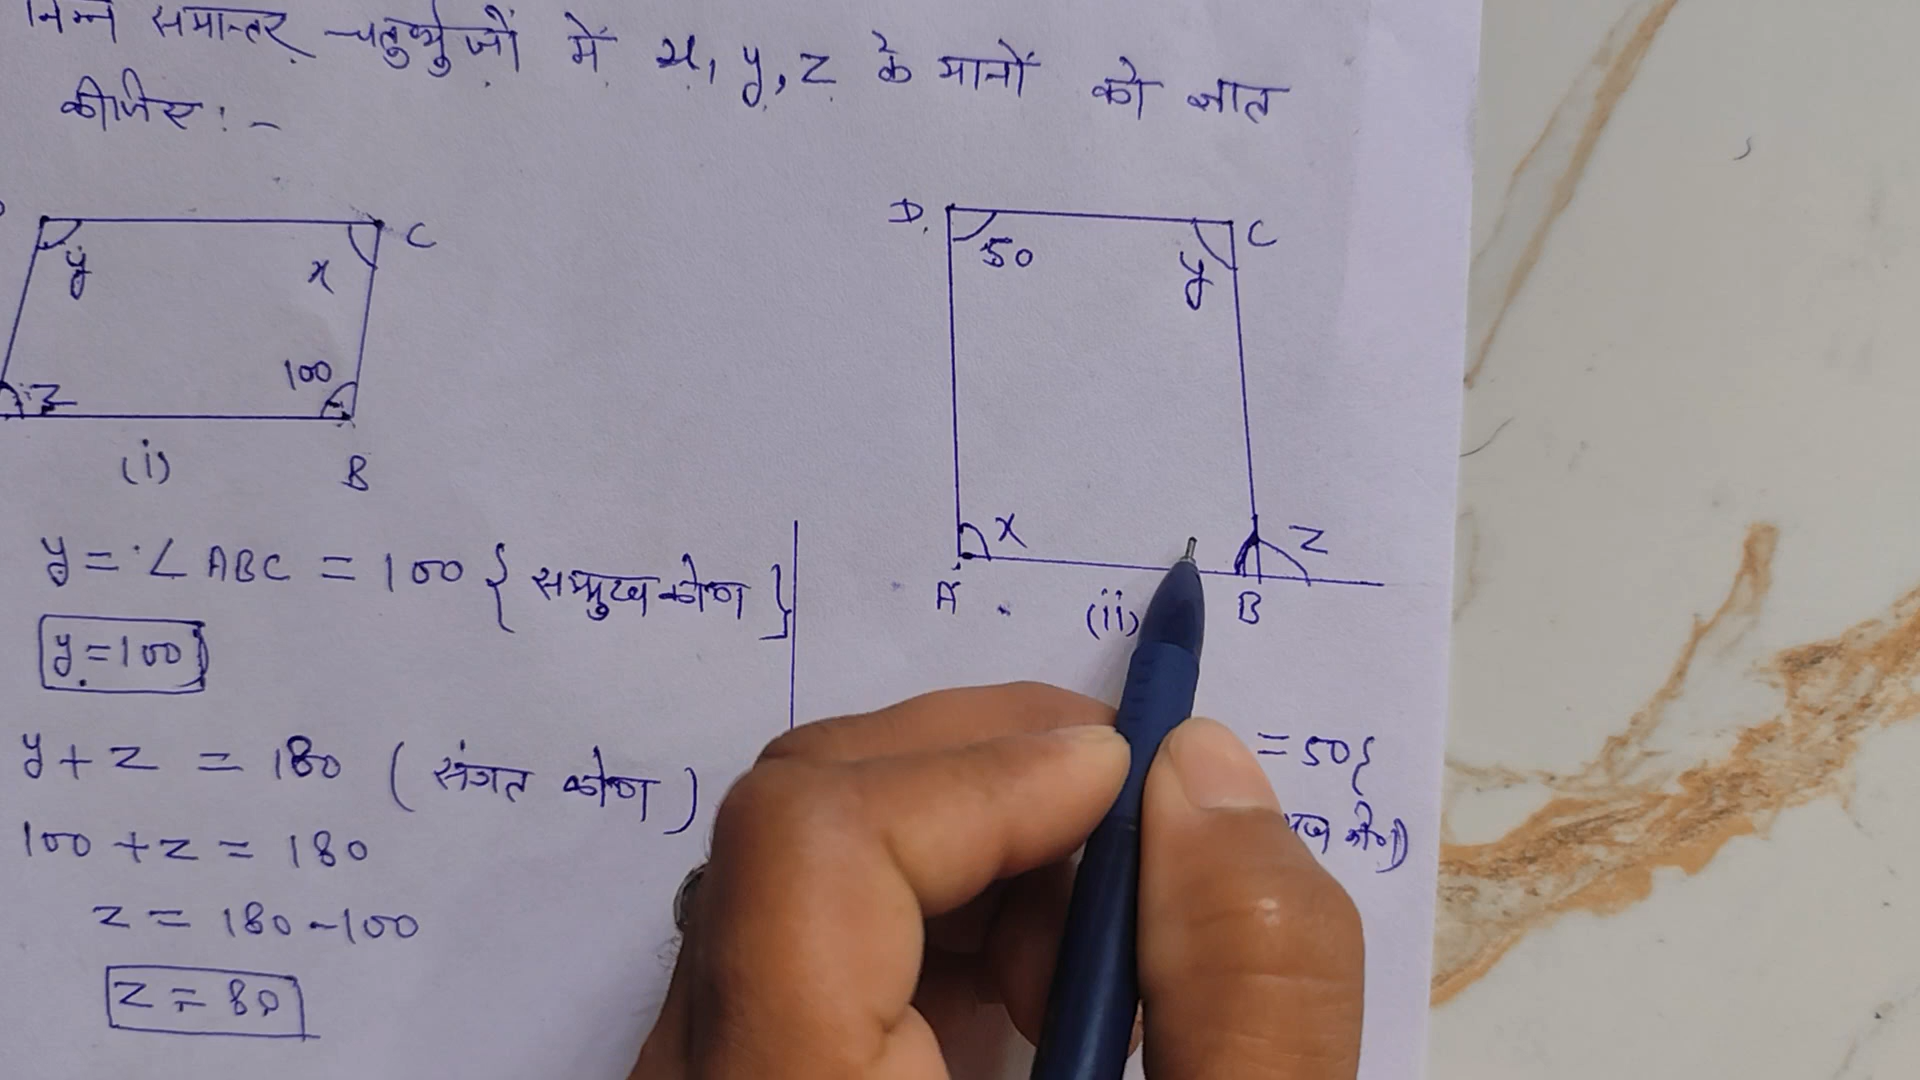 निम्न समान्तर चतुर्भुजों में x, y, z के मानों को ज्ञात
कीजिए:-
y x C
z 100
(i) B
y = ∠ABC = 100 {सम्मुख कोण}
y=100
y+z = 180 (संगत कोण)
100+z = 180
z = 180-100
z = 80
D 50 y C
x z
A (ii) B
= 50{
कोण)